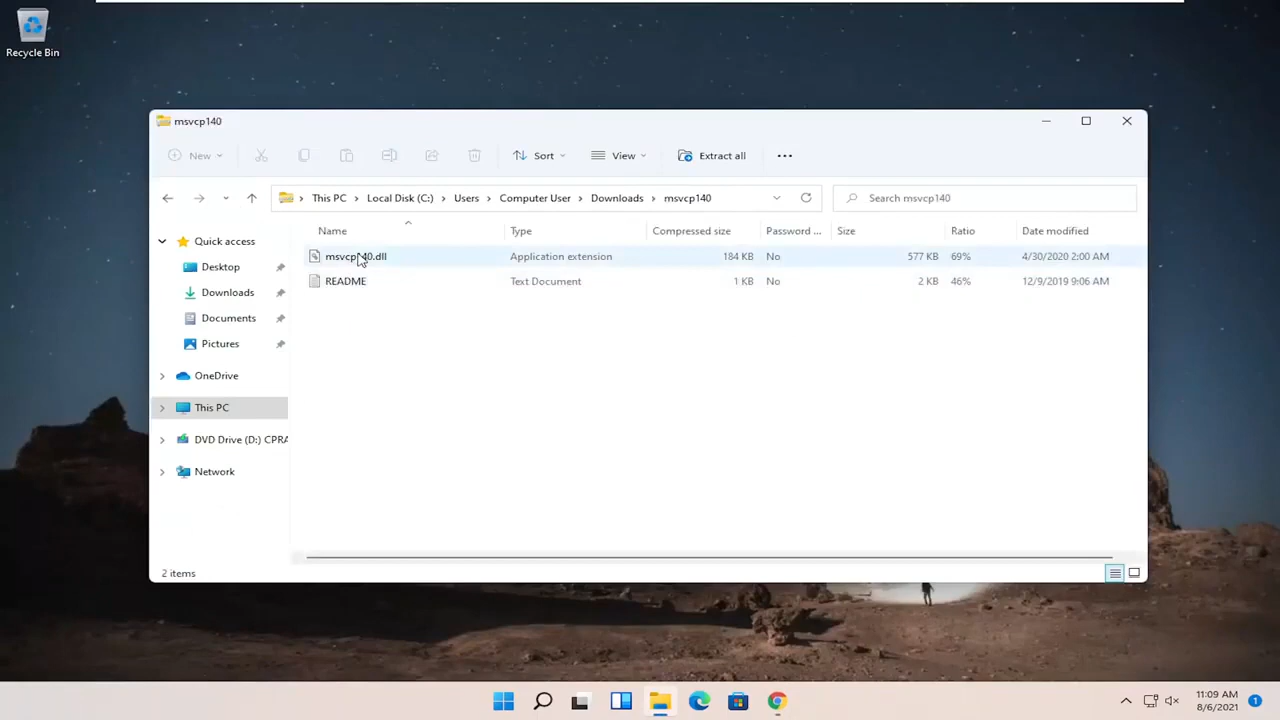 Recycle Bin
msvcp140
New
Sort
View
Extract all
This PC
Local Disk (C:)
Users
Computer User
Downloads
msvcp140
Search msvcp140
Name
Type
Compressed size
Password ...
Size
Ratio
Date modified
msvcp140.dll
Application extension
184 KB
No
577 KB
69%
4/30/2020 2:00 AM
README
Text Document
1 KB
No
2 KB
46%
12/9/2019 9:06 AM
Quick access
Desktop
Downloads
Documents
Pictures
OneDrive
This PC
DVD Drive (D:) CPRA
Network
2 items
11:09 AM
8/6/2021
1